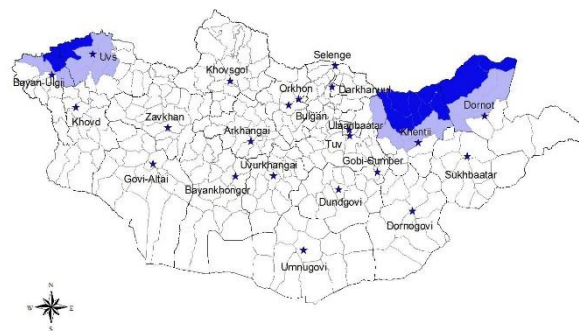 Selenge
Uvs
Bayan-Ulgii
Khovsgol
Orkhon
Darkhanuul
Dornot
Khovd
Zavkhan
Bulgan
Ulaanbaatar
Khentii
Arkhangai
Tuv
Govi-Altai
Uvurkhangai
Gobi-Sumber
Sukhbaatar
Bayankhongor
Dundgovi
Dornogovi
Umnugovi
N
W
E
S